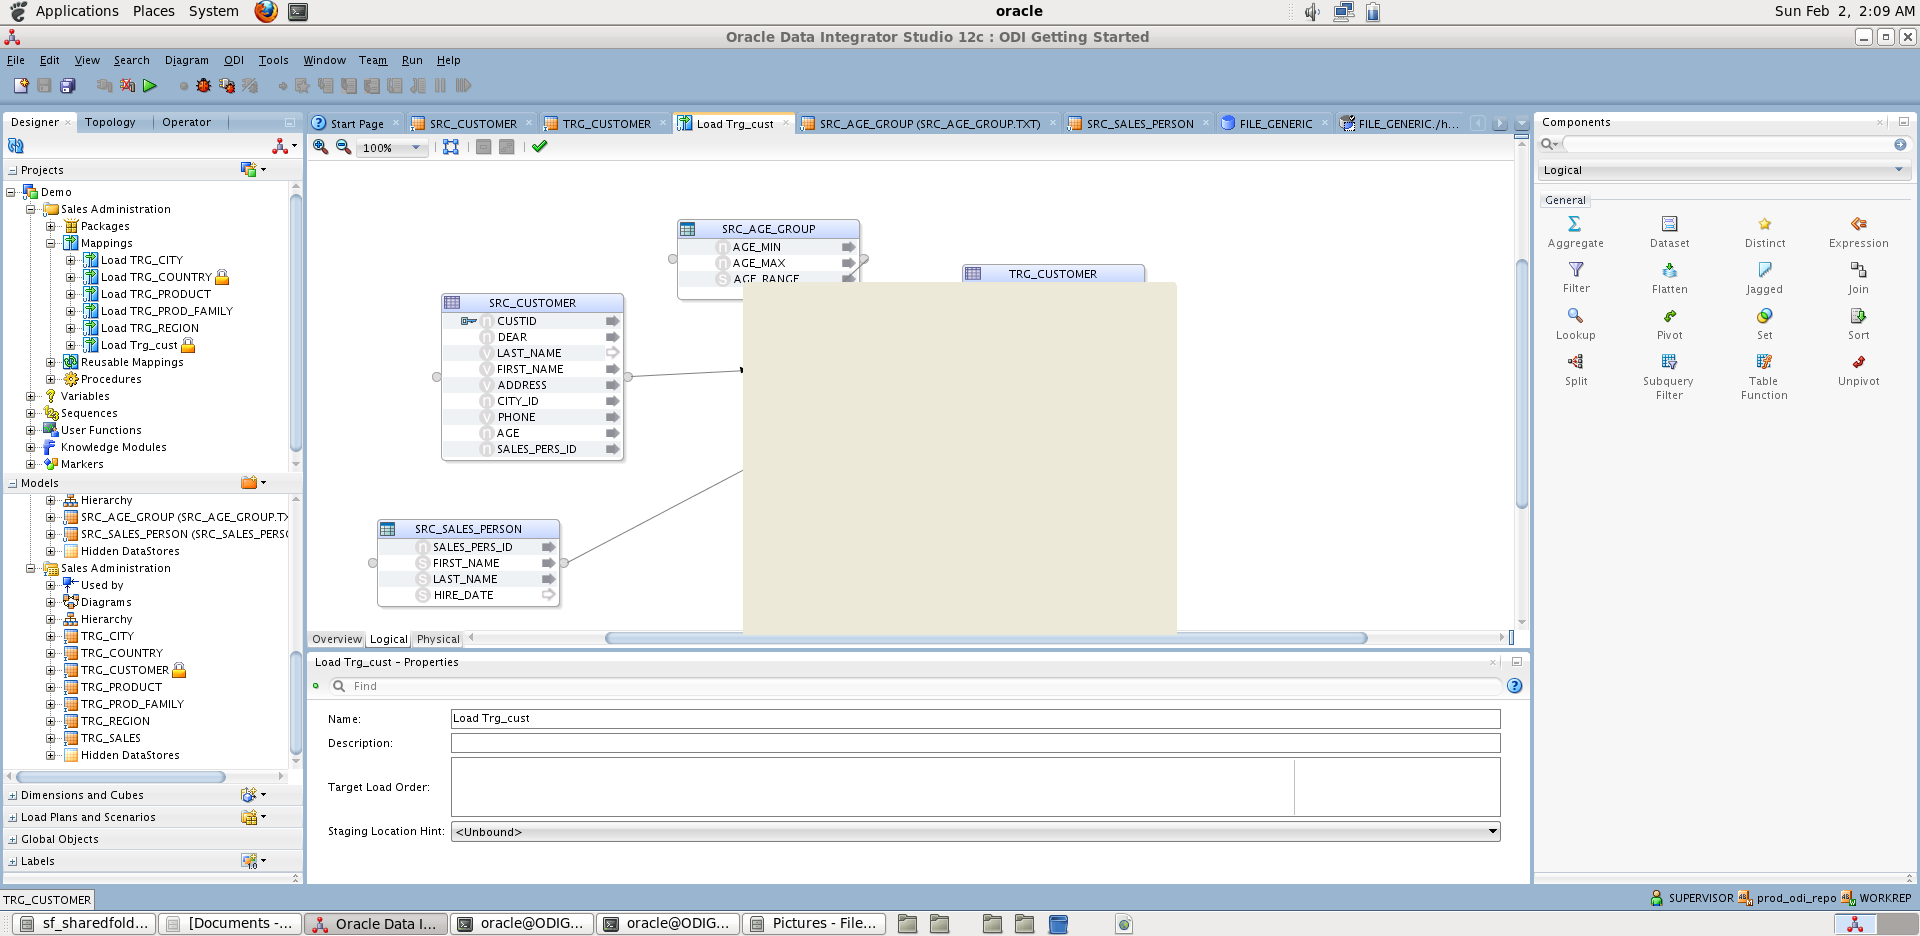 Applications Places System
oracle
Sun Feb 2, 2:09 AM
Oracle Data Integrator Studio 12c : ODI Getting Started
File Edit View Search Diagram ODI Tools Window Team Run Help
Designer Topology Operator
Projects
Demo
Sales Administration
Packages
Mappings
Load TRG_CITY
Load TRG_COUNTRY
Load TRG_PRODUCT
Load TRG_PROD_FAMILY
Load TRG_REGION
Load Trg_cust
Reusable Mappings
Procedures
Variables
Sequences
User Functions
Knowledge Modules
Markers
Models
Hierarchy
SRC_AGE_GROUP (SRC_AGE_GROUP.TX
SRC_SALES_PERSON (SRC_SALES_PERSO
Hidden DataStores
Sales Administration
Used by
Diagrams
Hierarchy
TRG_CITY
TRG_COUNTRY
TRG_CUSTOMER
TRG_PRODUCT
TRG_PROD_FAMILY
TRG_REGION
TRG_SALES
Hidden DataStores
Dimensions and Cubes
Load Plans and Scenarios
Global Objects
Labels
Start Page SRC_CUSTOMER TRG_CUSTOMER Load Trg_cust SRC_AGE_GROUP (SRC_AGE_GROUP.TXT) SRC_SALES_PERSON FILE_GENERIC FILE_GENERIC./h...
100%
SRC_AGE_GROUP
AGE_MIN
AGE_MAX
AGE_RANGE
TRG_CUSTOMER
SRC_CUSTOMER
CUSTID
DEAR
LAST_NAME
FIRST_NAME
ADDRESS
CITY_ID
PHONE
AGE
SALES_PERS_ID
SRC_SALES_PERSON
SALES_PERS_ID
FIRST_NAME
LAST_NAME
HIRE_DATE
Overview Logical Physical
Load Trg_cust - Properties
Find
Name: Load Trg_cust
Description:
Target Load Order:
Staging Location Hint: <Unbound>
Components
Logical
General
Aggregate Dataset Distinct Expression
Filter Flatten Jagged Join
Lookup Pivot Set Sort
Split Subquery Filter Table Function Unpivot
TRG_CUSTOMER
SUPERVISOR prod_odi_repo WORKREP
sf_sharedfold... [Documents -... Oracle Data I... oracle@ODIG... oracle@ODIG... Pictures - File...